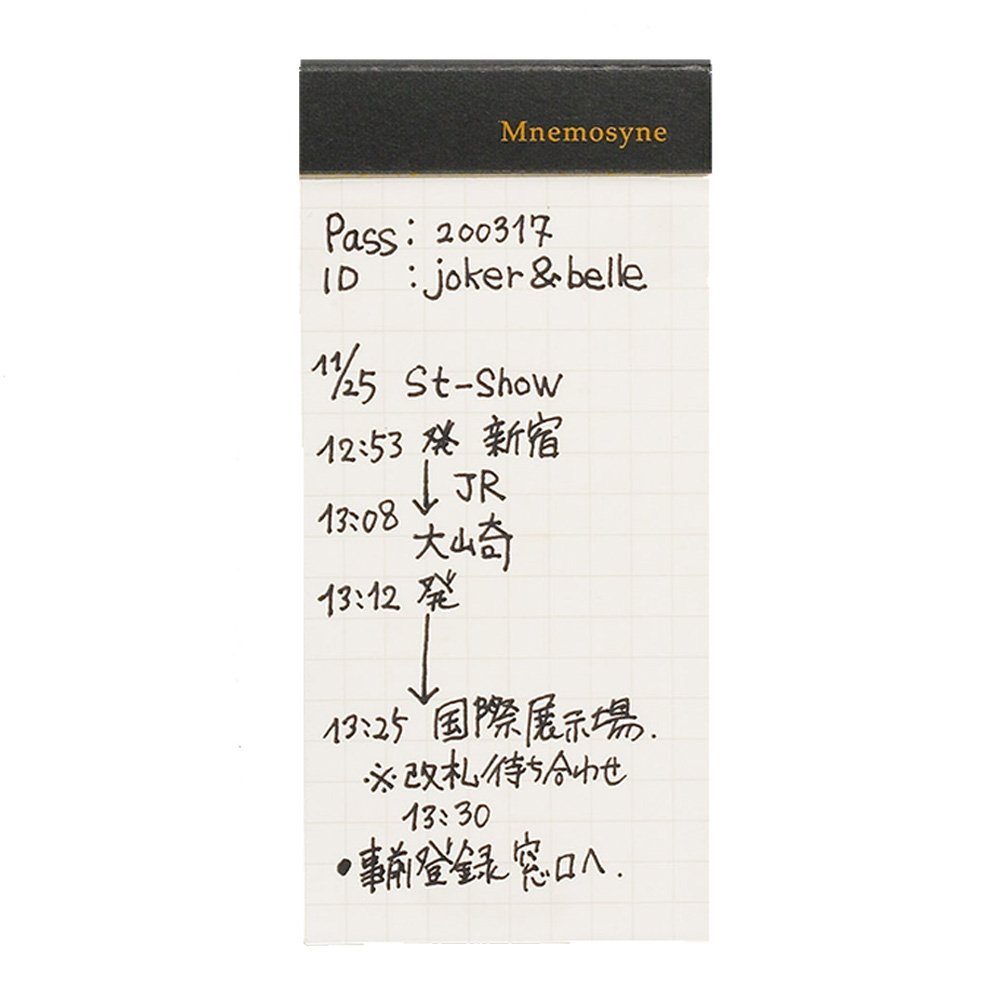 Mnemosyne
Pass: 200317
ID :joker&belle
11/25 St-Show
12:53 発 新宿
↓ JR
13:08 大崎
13:12 発
↓
13:25 国際展示場.
※改札待ち合わせ
13:30
•事前登録窓口へ.